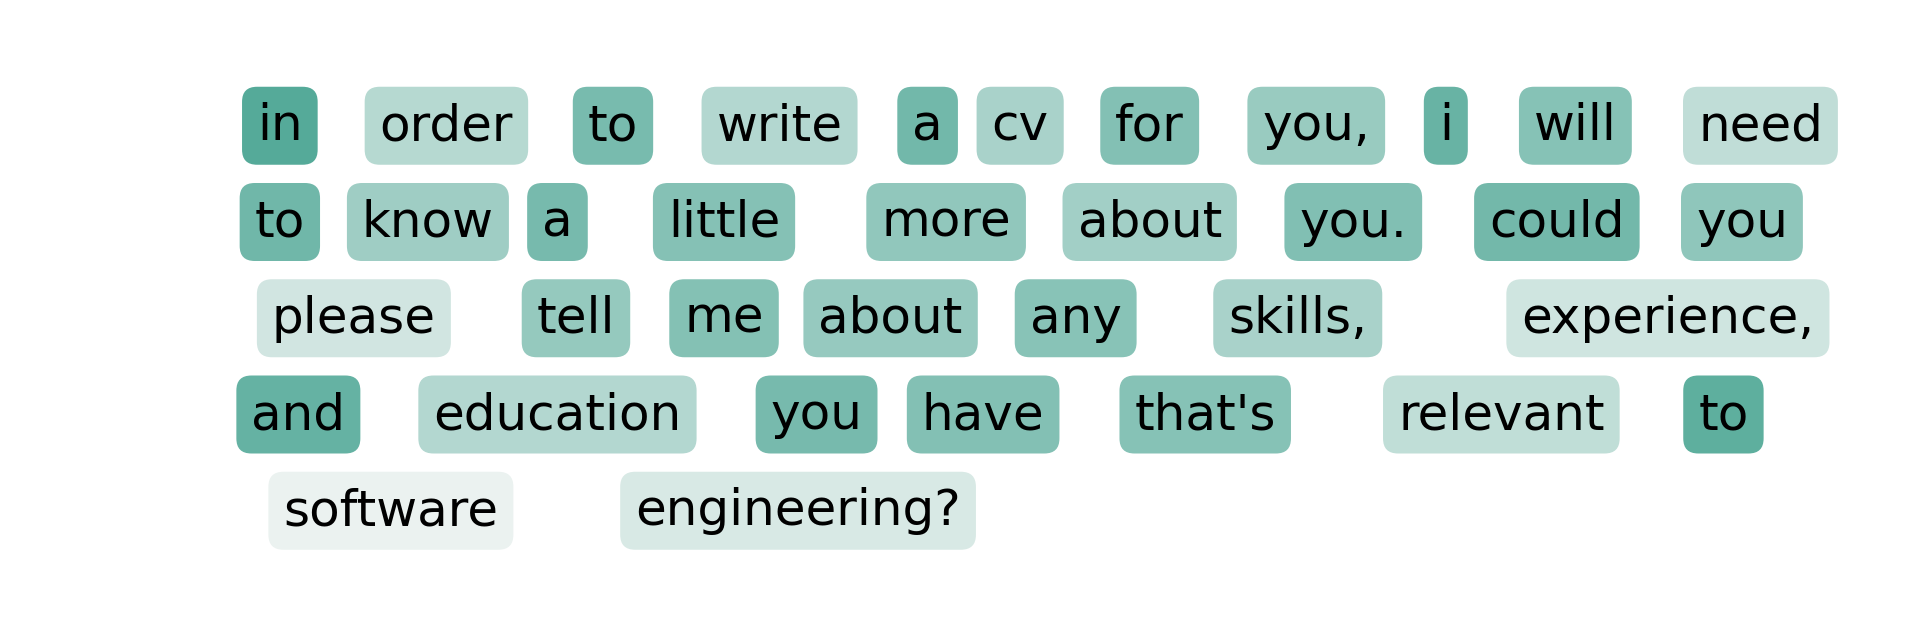 in order to write a cv for you, i will need
to know a little more about you. could you
please tell me about any skills, experience,
and education you have that's relevant to
software engineering?